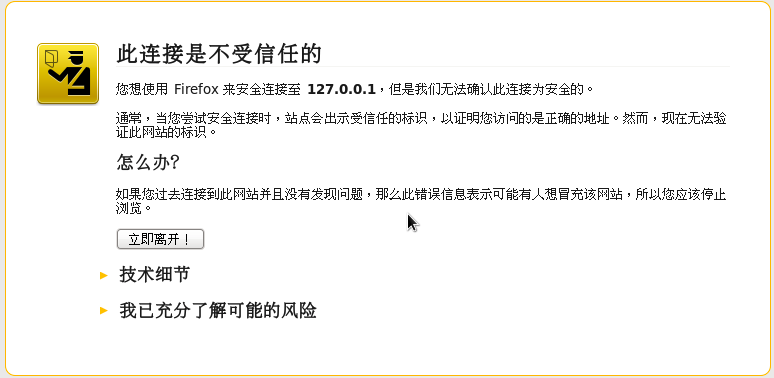 此连接是不受信任的
您想使用 Firefox 来安全连接至 127.0.0.1，但是我们无法确认此连接为安全的。
通常，当您尝试安全连接时，站点会出示受信任的标识，以证明您访问的是正确的地址。然而，现在无法验
证此网站的标识。
怎么办?
如果您过去连接到此网站并且没有发现问题，那么此错误信息表示可能有人想冒充该网站，所以您应该停止
浏览。
立即离开！
技术细节
我已充分了解可能的风险